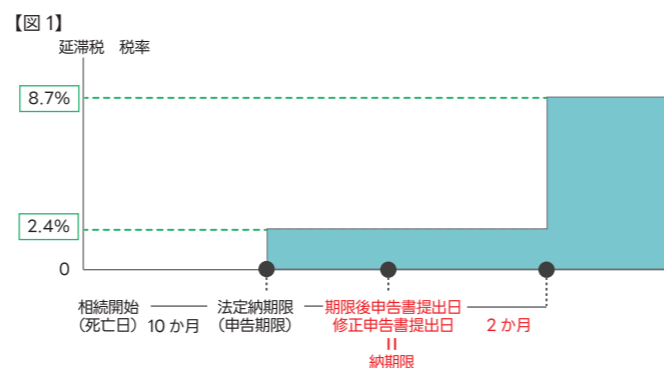 【図1】
延滞税 税率
8.7%
2.4%
0
相続開始
(死亡日)
10か月
法定納期限
(申告期限)
期限後申告書提出日
修正申告書提出日
=
納期限
2か月